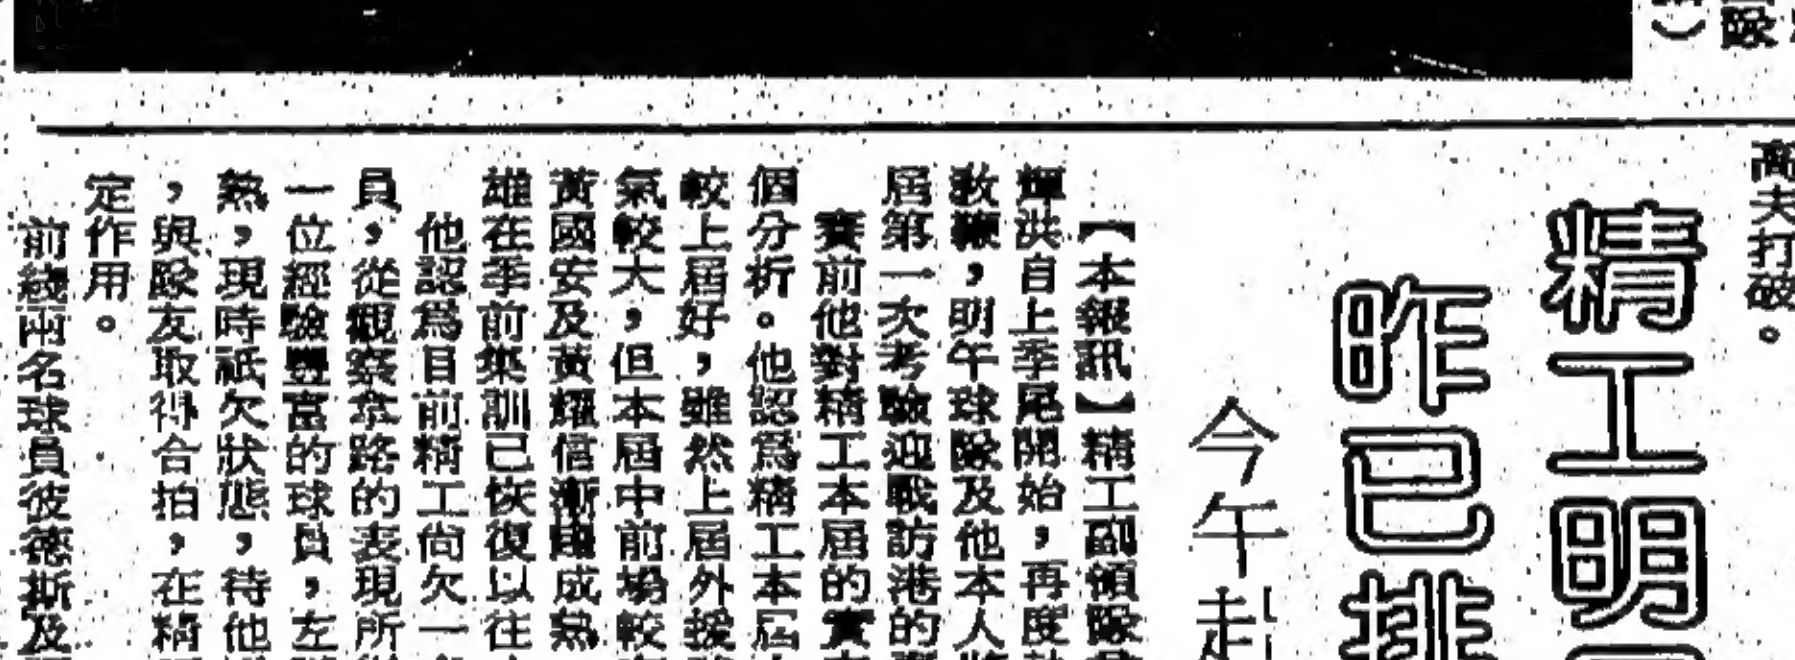 隊
）
高夫打破。
精工明
昨已排
今午赴
【本報訊】精工副領隊
輝洪自上季尾開始，再度
教鞭，明午球隊及他本人將
屆第一次考驗迎戰訪港的
賽前他對精工本屆的實
個分析。他認爲精工本屆
較上屆好，雖然上屆外援
氣較大，但本屆中前場較
黃國安及黃耀信漸趨成熟
雄在季前集訓已恢復以往
他認爲目前精工尚欠一
員，從觀察拿路的表現所
一位經驗豐富的球員，左
熟，現時祇欠狀態，待他
，與隊友取得合拍，在精
定作用。
前綫兩名球員彼德斯及